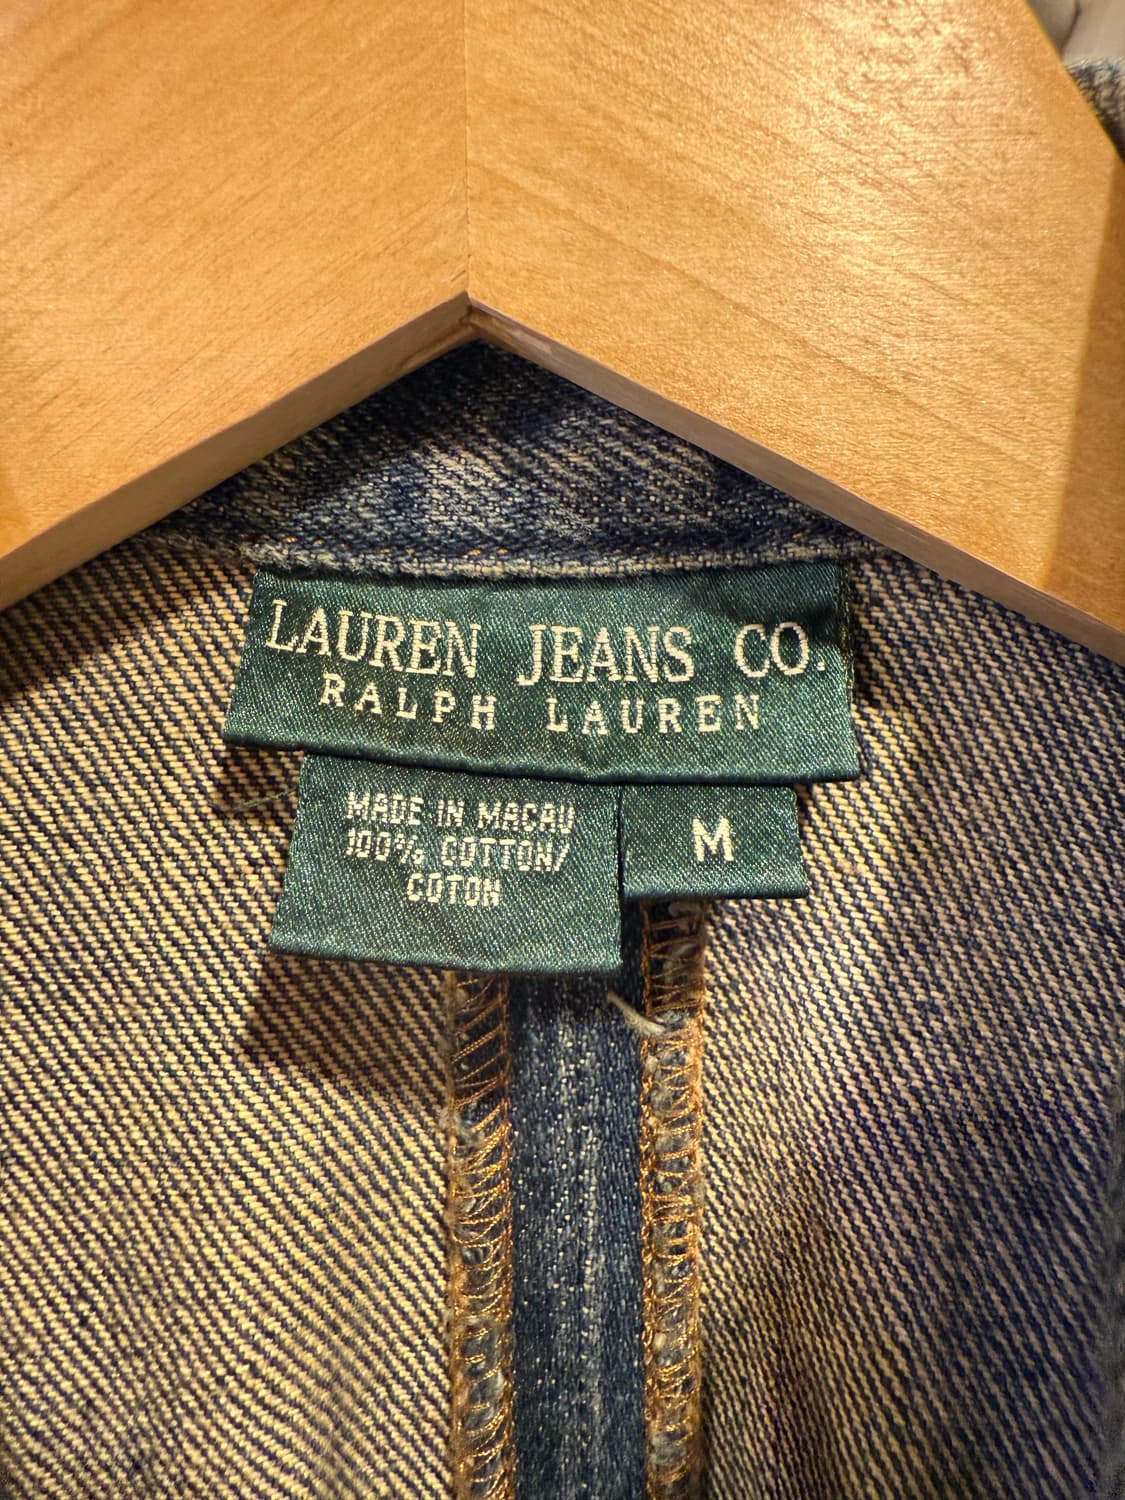 LAUREN JEANS CO.
RALPH LAUREN
MADE IN MACAU
100% COTTON/
COTON
M